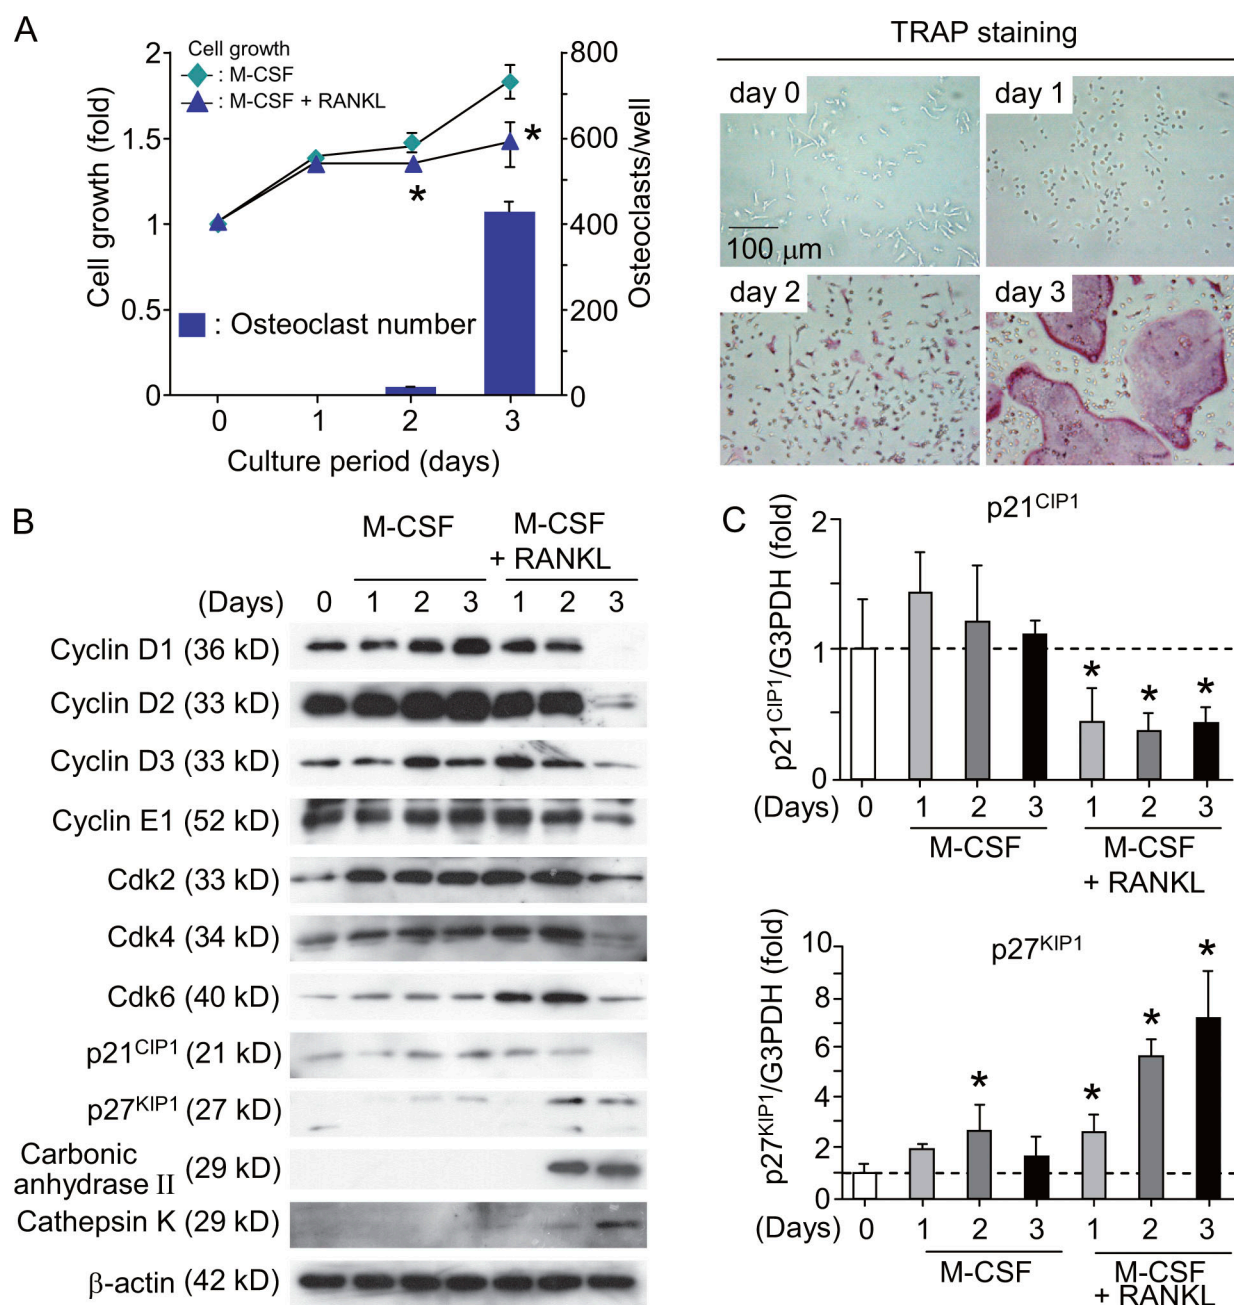 A
Cell growth
: M-CSF
: M-CSF + RANKL
2
1.5
1
0.5
0
Cell growth (fold)
800
600
400
200
0
Osteoclasts/well
*
*
: Osteoclast number
0 1 2 3
Culture period (days)
TRAP staining
day 0
day 1
100 μm
day 2
day 3
B
M-CSF
M-CSF
+ RANKL
(Days) 0 1 2 3 1 2 3
Cyclin D1 (36 kD)
Cyclin D2 (33 kD)
Cyclin D3 (33 kD)
Cyclin E1 (52 kD)
Cdk2 (33 kD)
Cdk4 (34 kD)
Cdk6 (40 kD)
p21CIP1 (21 kD)
p27KIP1 (27 kD)
Carbonic
anhydrase II (29 kD)
Cathepsin K (29 kD)
β-actin (42 kD)
C
p21CIP1
p21CIP1/G3PDH (fold)
2
1
0
* * *
(Days) 0 1 2 3 1 2 3
M-CSF
M-CSF
+ RANKL
p27KIP1
p27KIP1/G3PDH (fold)
10
8
6
4
2
0
* * * *
(Days) 0 1 2 3 1 2 3
M-CSF
M-CSF
+ RANKL